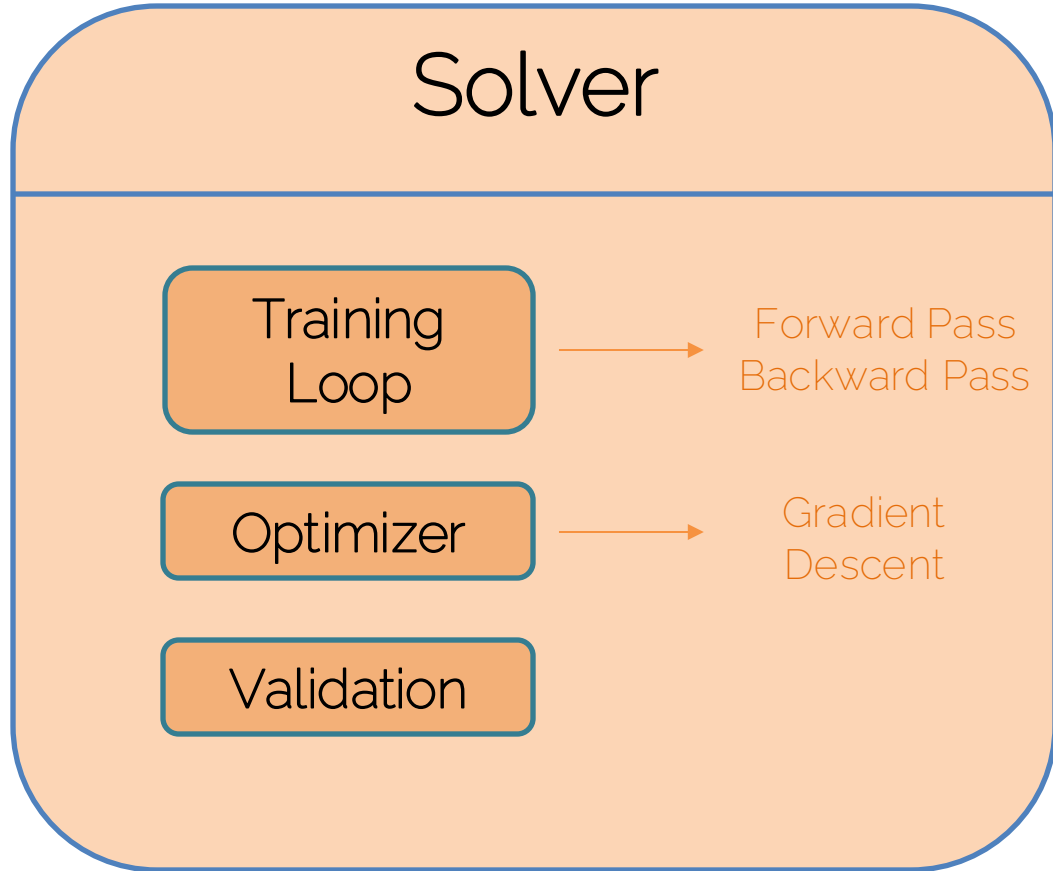 Solver
Training
Loop
Forward Pass
Backward Pass
Optimizer
Gradient
Descent
Validation